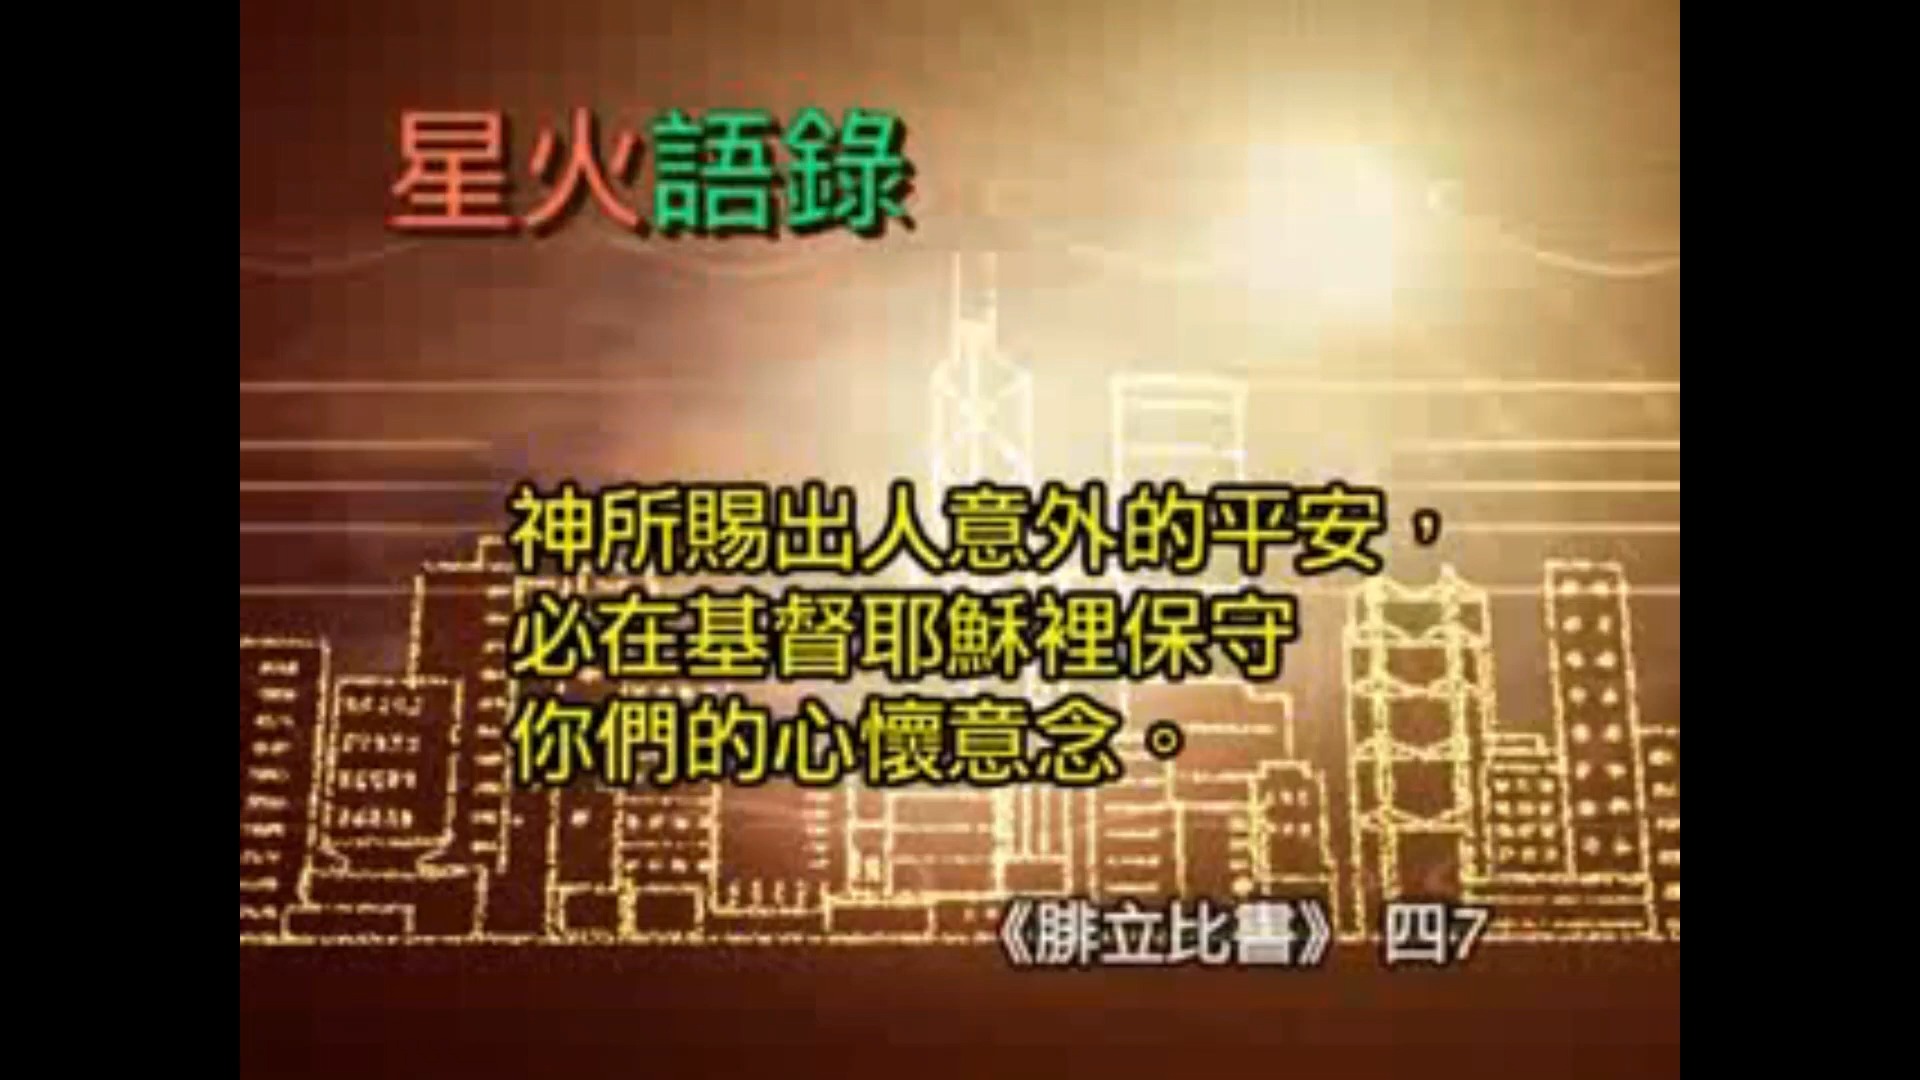 星火語錄
神所賜出人意外的平安，
必在基督耶穌裡保守
你們的心懷意念。
《腓立比書》 四7